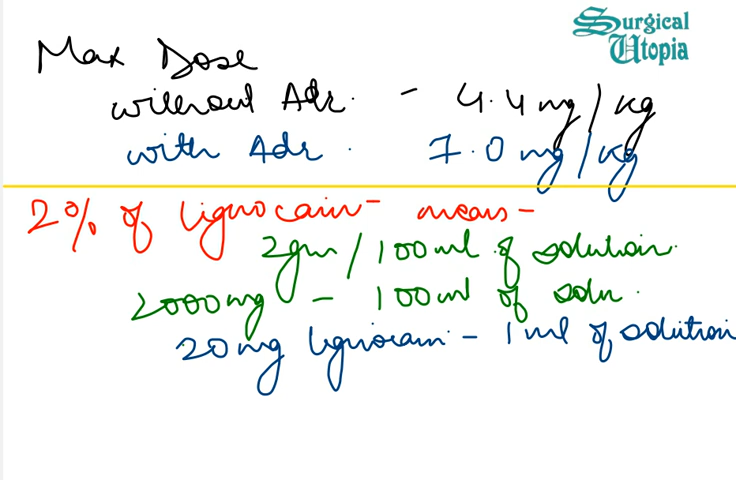 Surgical
Utopia
Max Dose
without Adr. - 4.4 mg/kg
with Adr. 7.0 mg/kg
2% of lignocain - means -
2gm / 100ml of solution.
2000mg - 100ml of soln.
20mg lignocain - 1ml of solution